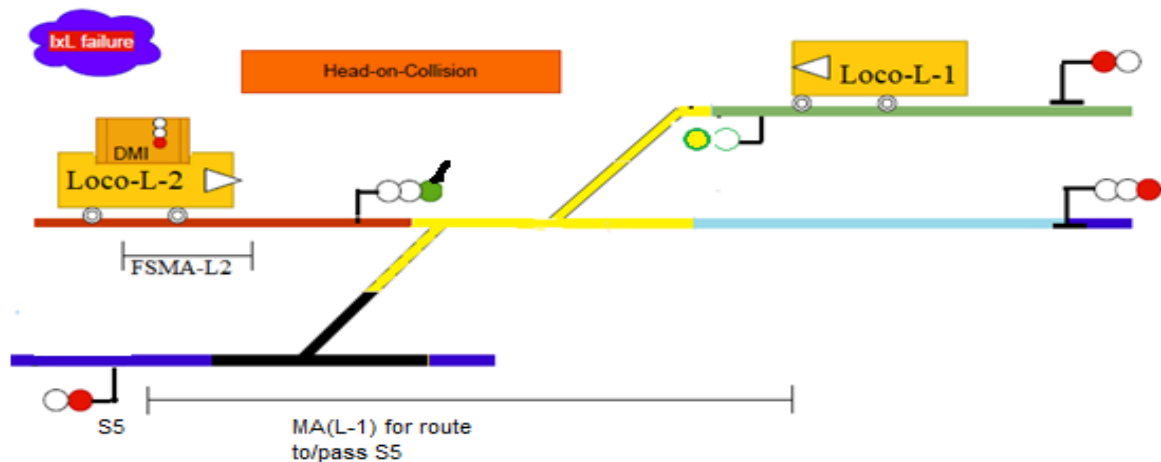 IxL failure
Head-on-Collision
Loco-L-1
DMI
Loco-L-2
FSMA-L2
S5
MA(L-1) for route
to/pass S5